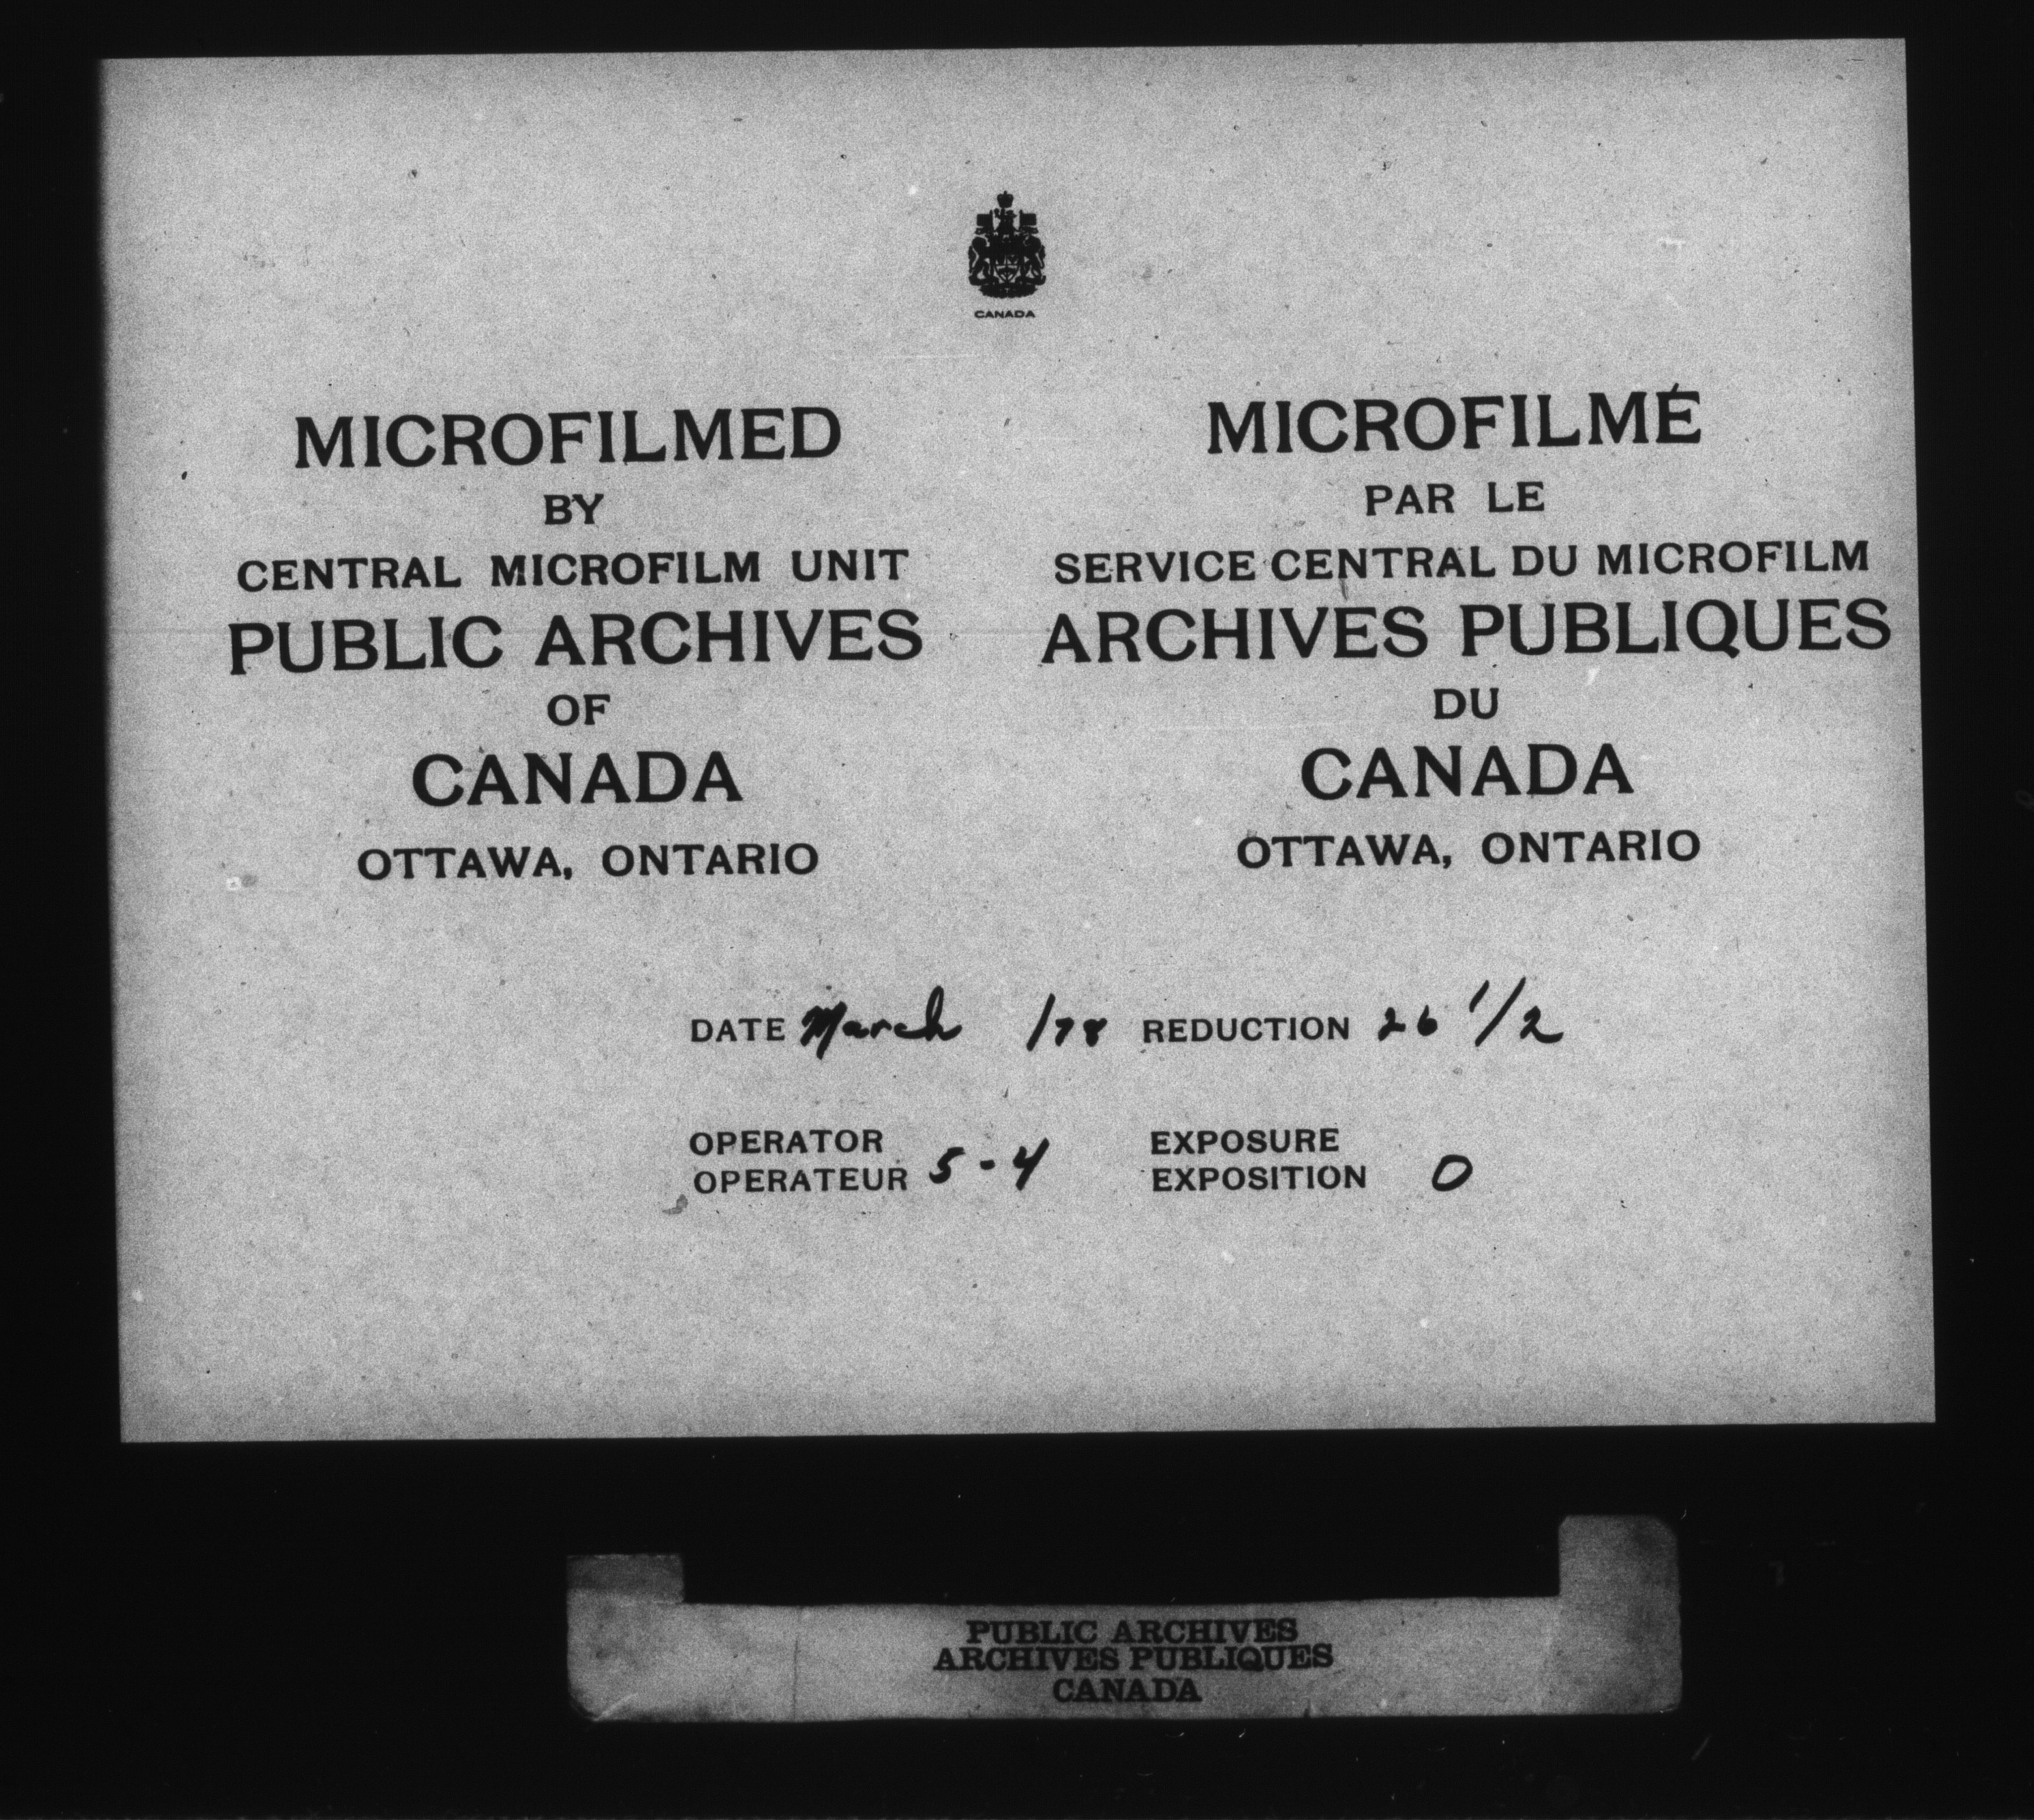 CANADA
MICROFILMED
BY
CENTRAL MICROFILM UNIT
PUBLIC ARCHIVES
OF
CANADA
OTTAWA, ONTARIO
MICROFILMÉ
PAR LE
SERVICE CENTRAL DU MICROFILM
ARCHIVES PUBLIQUES
DU
CANADA
OTTAWA, ONTARIO
DATE March /78 REDUCTION 26 1/2
OPERATOR
OPERATEUR 5-4
EXPOSURE
EXPOSITION 0
PUBLIC ARCHIVES
ARCHIVES PUBLIQUES
CANADA